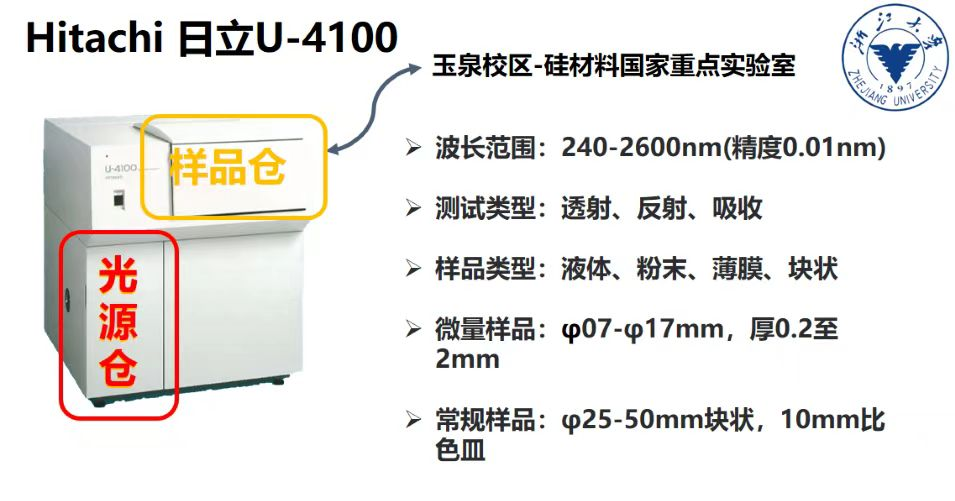 Hitachi 日立U-4100
玉泉校区-硅材料国家重点实验室
浙江大学
ZHEJIANG UNIVERSITY
1897
U-4100
HITACHI
样品仓
光
源
仓
➢ 波长范围：240-2600nm(精度0.01nm)
➢ 测试类型：透射、反射、吸收
➢ 样品类型：液体、粉末、薄膜、块状
➢ 微量样品：φ07-φ17mm，厚0.2至
2mm
➢ 常规样品：φ25-50mm块状，10mm比
色皿